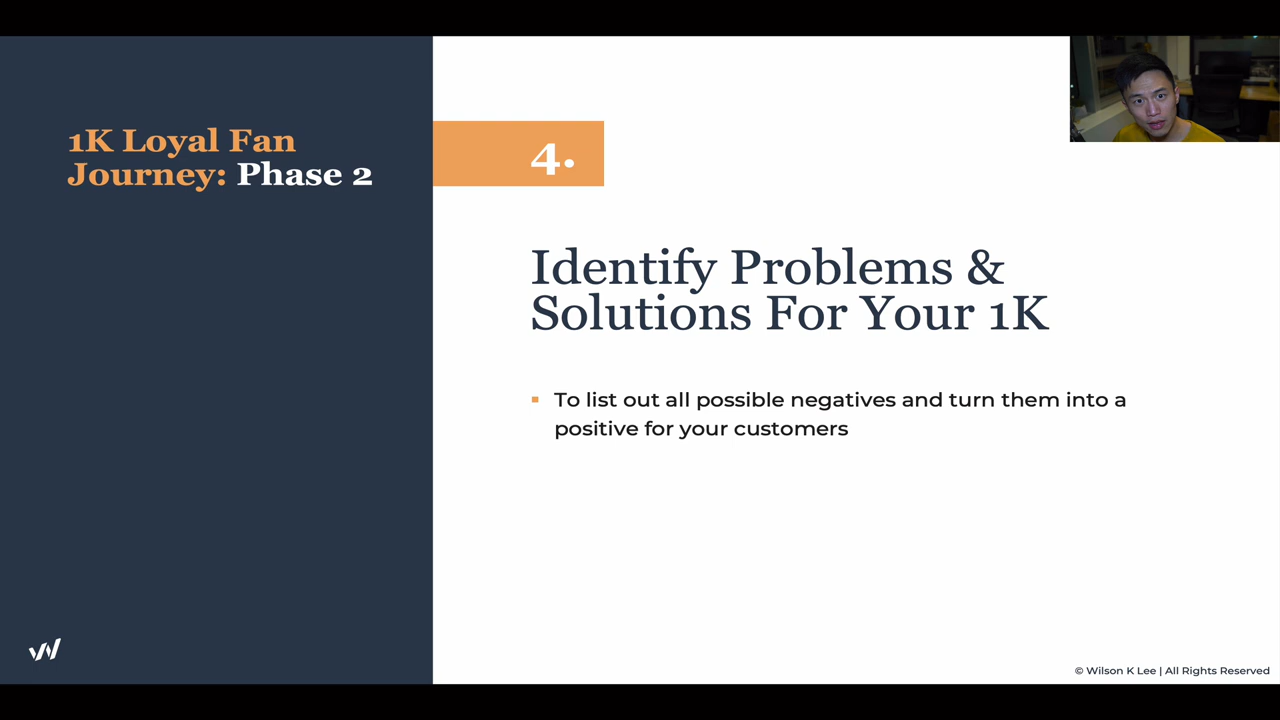 1K Loyal Fan
Journey: Phase 2
4.
Identify Problems &
Solutions For Your 1K
To list out all possible negatives and turn them into a
positive for your customers
© Wilson K Lee | All Rights Reserved